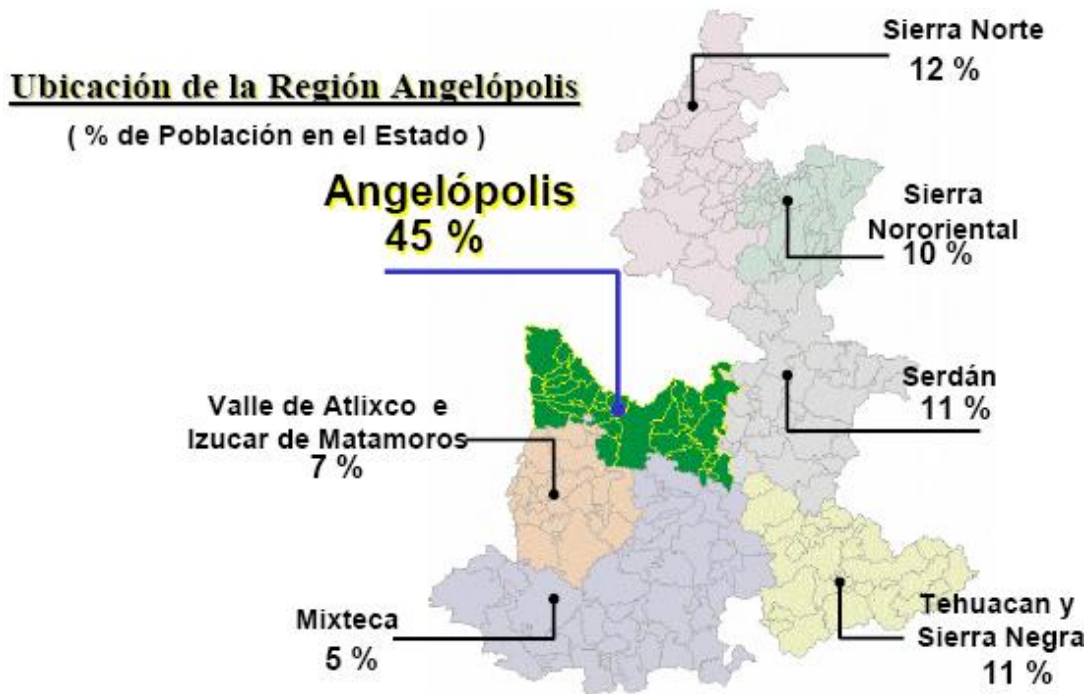 Ubicación de la Región Angelópolis
( % de Población en el Estado )
Angelópolis
45 %
Sierra Norte
12 %
Sierra
Nororiental
10 %
Serdán
11 %
Valle de Atlixco e
Izucar de Matamoros
7 %
Mixteca
5 %
Tehuacan y
Sierra Negra
11 %